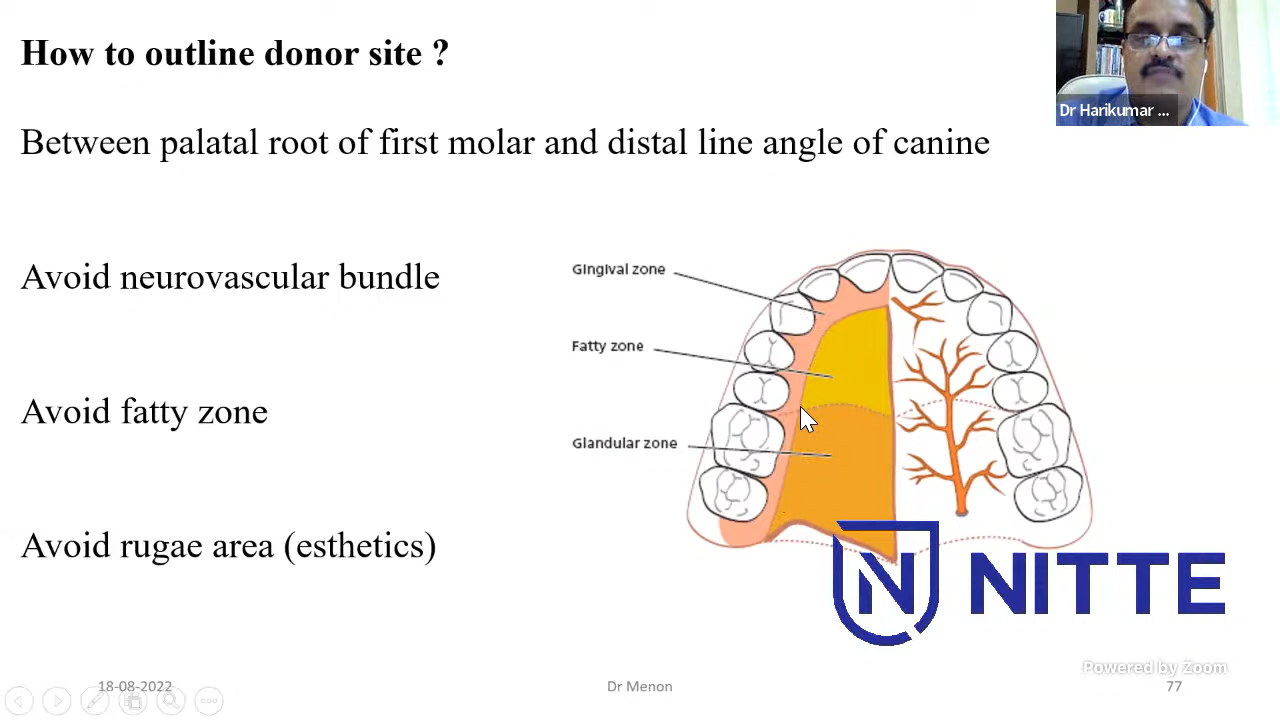 How to outline donor site ?
Dr Harikumar ...
Between palatal root of first molar and distal line angle of canine
Avoid neurovascular bundle
Avoid fatty zone
Avoid rugae area (esthetics)
Gingival zone
Fatty zone
Glandular zone
N NITTE
Powered by Zoom
18-08-2022
Dr Menon
77